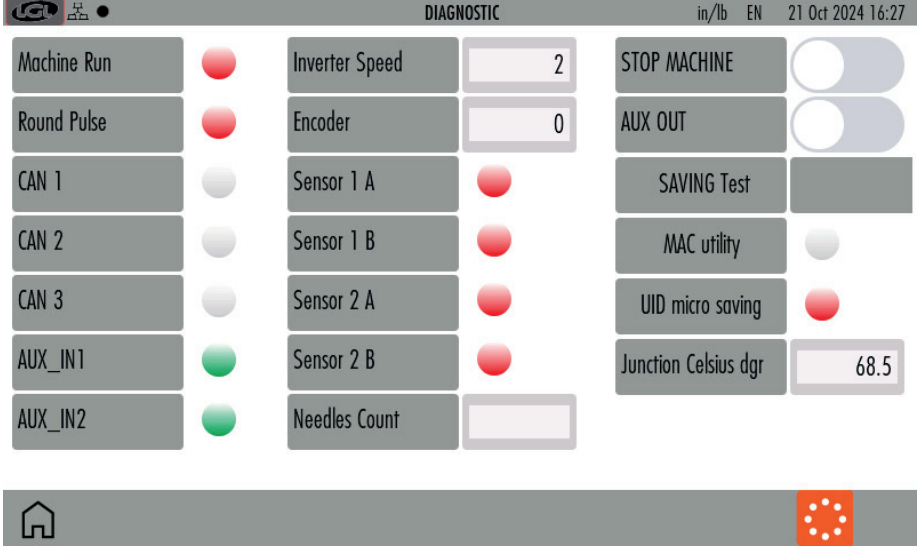 LGL DIAGNOSTIC in/lb EN 21 Oct 2024 16:27
Machine Run Inverter Speed 2 STOP MACHINE
Round Pulse Encoder 0 AUX OUT
CAN 1 Sensor 1 A SAVING Test
CAN 2 Sensor 1 B MAC utility
CAN 3 Sensor 2 A UID micro saving
AUX_IN1 Sensor 2 B Junction Celsius dgr 68.5
AUX_IN2 Needles Count